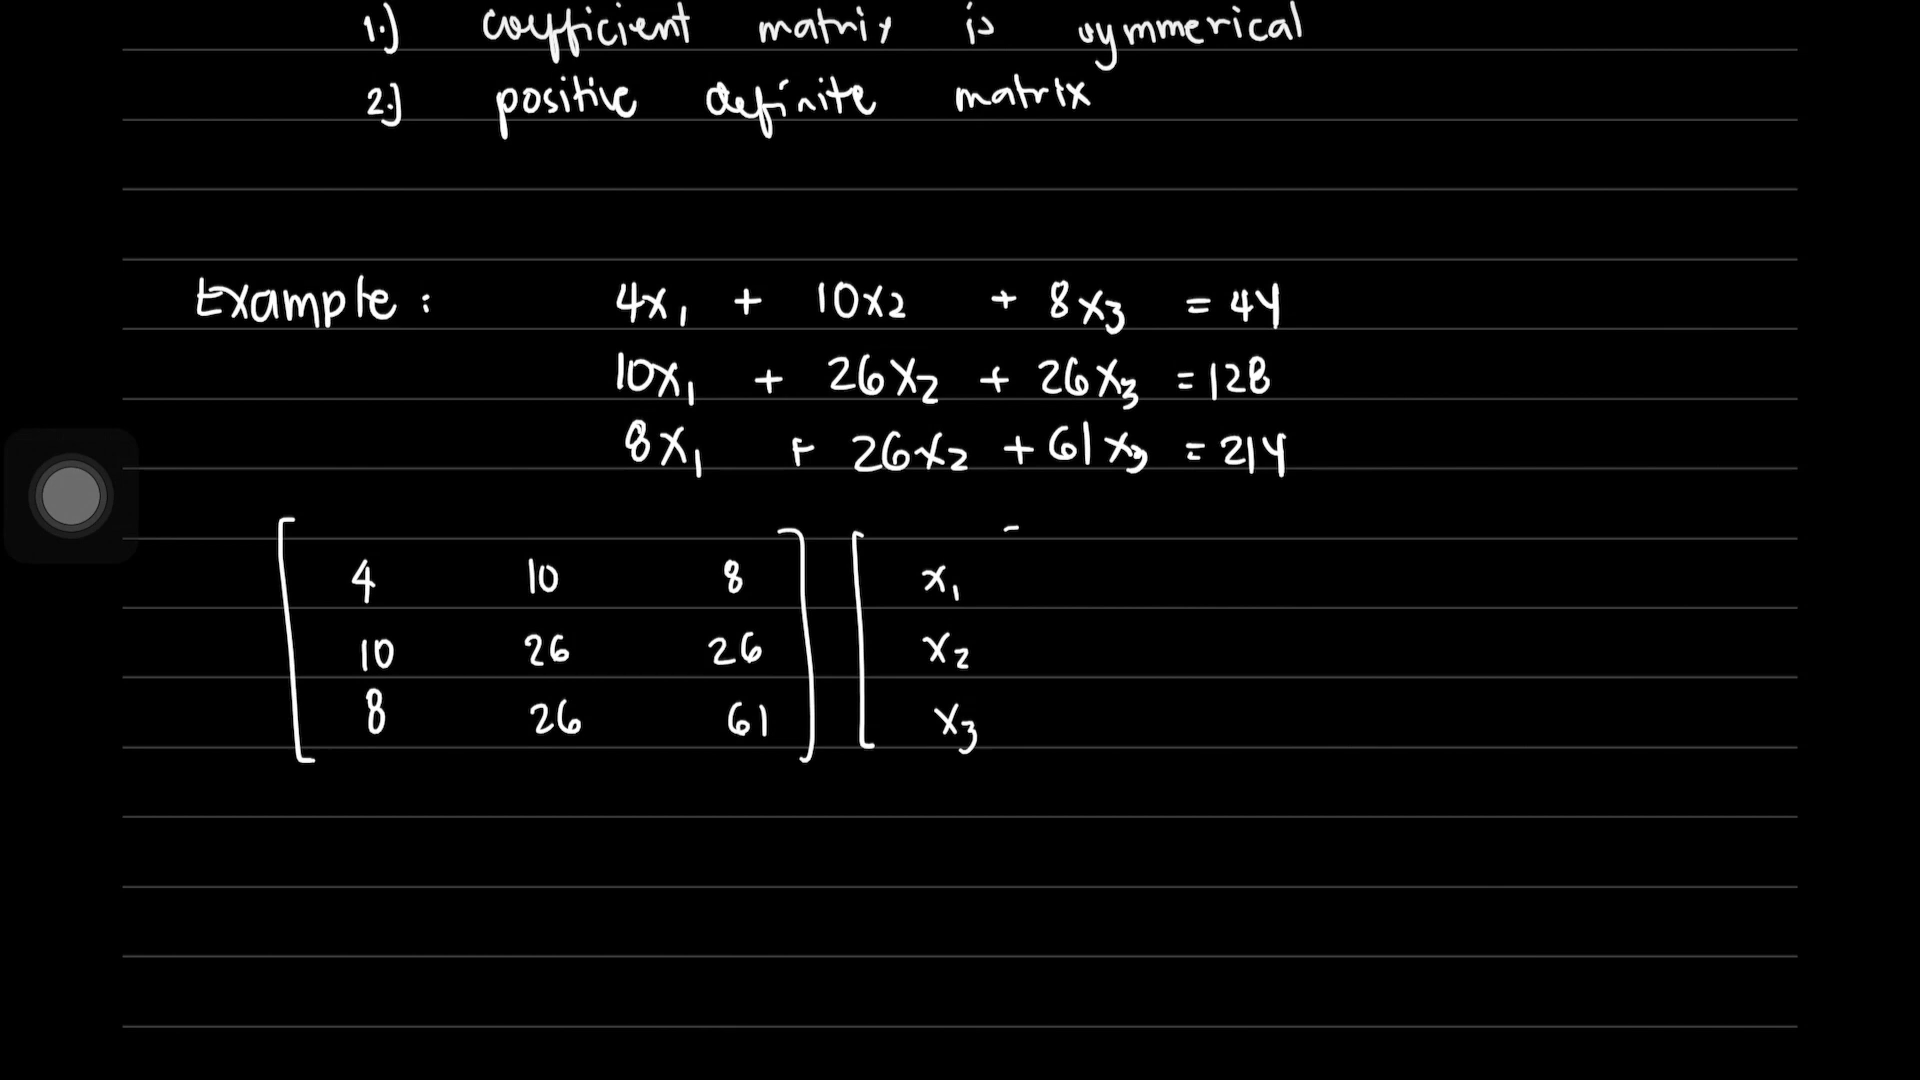 1.) coefficient matrix is symmerical
2.) positive definite matrix
Example : 4x1 + 10x2 + 8x3 = 44
10x1 + 26x2 + 26x3 = 128
8x1 + 26x2 + 61x3 = 214
4 10 8 x1
10 26 26 x2
8 26 61 x3